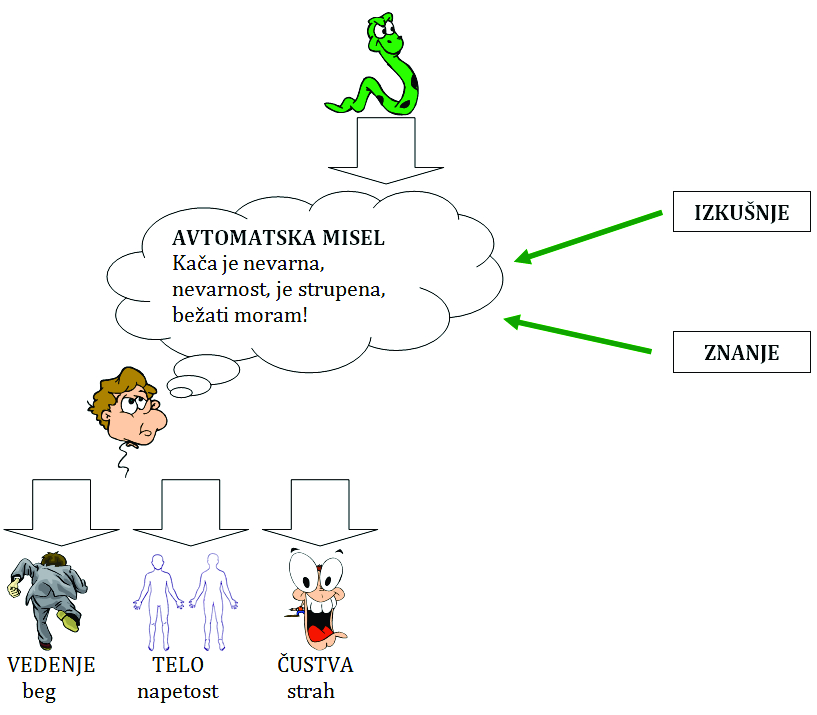 AVTOMATSKA MISEL
Kača je nevarna,
nevarnost, je strupena,
bežati moram!
IZKUŠNJE
ZNANJE
VEDENJE
beg
TELO
napetost
ČUSTVA
strah